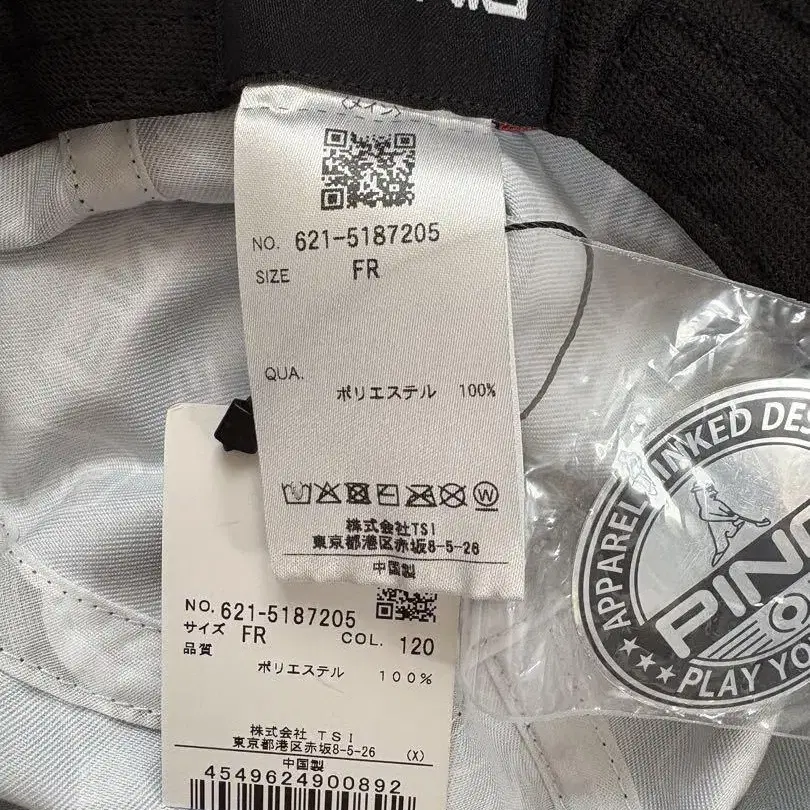 〈メイン〉
NO. 621-5187205
SIZE FR
QUA.
ポリエステル 100%
W
株式会社TSI
東京都港区赤坂8-5-26
中国製
NO. 621-5187205
サイズ FR COL. 120
品質
ポリエステル 100%
株式会社 TSI
東京都港区赤坂8-5-26 (X)
中国製
4549624900892
APPAREL LINKED
PING
PLAY